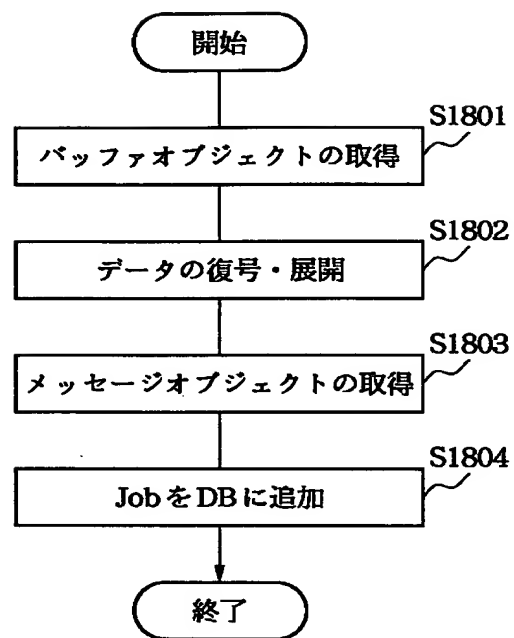 開始
S1801
バッファオブジェクトの取得
S1802
データの復号・展開
S1803
メッセージオブジェクトの取得
S1804
JobをDBに追加
終了